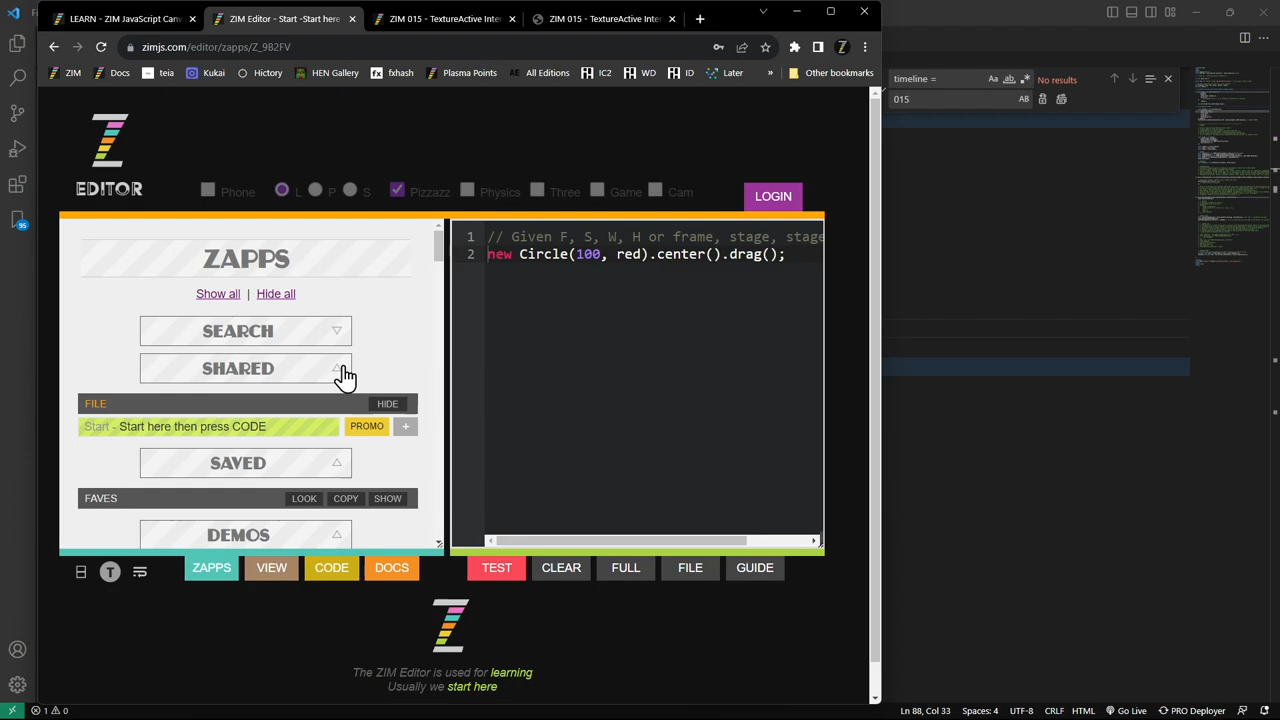 LEARN - ZIM JavaScript Canv
ZIM Editor - Start -Start here
ZIM 015 - TextureActive Inter
ZIM 015 - TextureActive Inter
zimjs.com/editor/zapps/Z_9B2FV
ZIM
Docs
teia
Kukai
Hictory
HEN Gallery
fxhash
Plasma Points
AE All Editions
IC2
WD
ID
Later
»
Other bookmarks
timeline =
No results
015
EDITOR
Phone
L
P
S
Pizzazz
Physics
Three
Game
Cam
LOGIN
ZAPPS
Show all | Hide all
SEARCH
SHARED
FILE
HIDE
Start - Start here then press CODE
PROMO
+
SAVED
FAVES
LOOK
COPY
SHOW
DEMOS
1 // Given F, S, W, H or frame, stage, stage
2 new Circle(100, red).center().drag();
T
ZAPPS
VIEW
CODE
DOCS
TEST
CLEAR
FULL
FILE
GUIDE
The ZIM Editor is used for learning
Usually we start here
95
1 0
Ln 88, Col 33
Spaces: 4
UTF-8
CRLF
HTML
Go Live
PRO Deployer